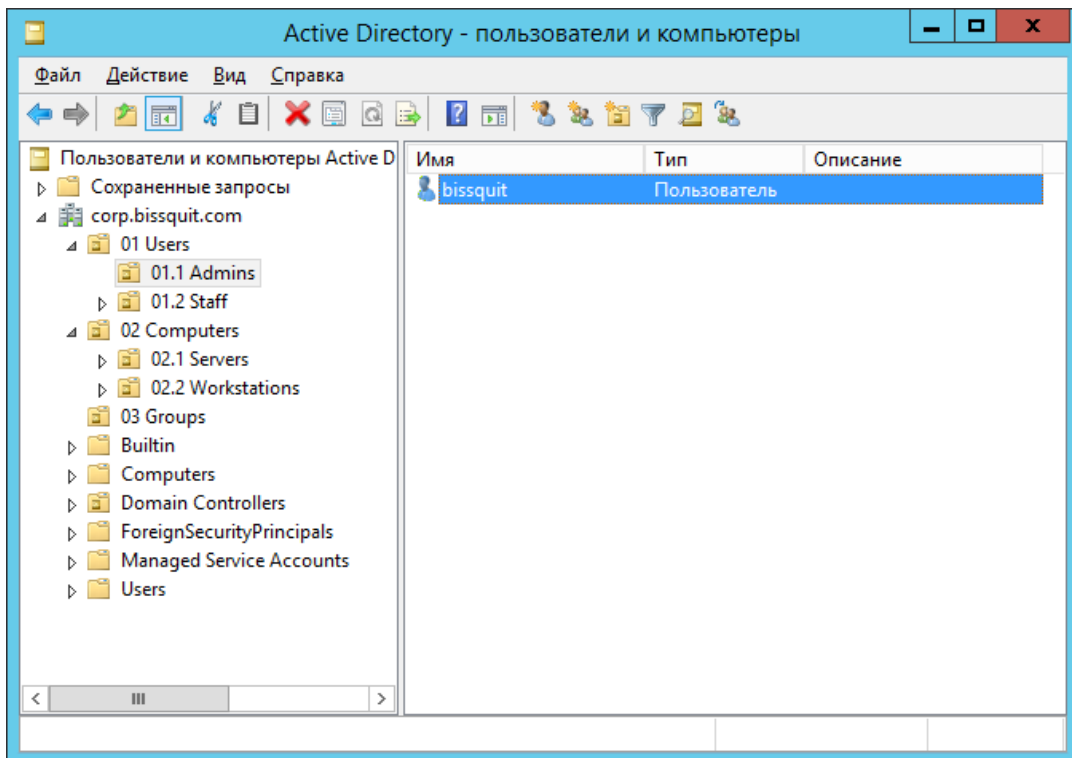 Active Directory - пользователи и компьютеры
Файл Действие Вид Справка
Пользователи и компьютеры Active D
Сохраненные запросы
corp.bissquit.com
01 Users
01.1 Admins
01.2 Staff
02 Computers
02.1 Servers
02.2 Workstations
03 Groups
Builtin
Computers
Domain Controllers
ForeignSecurityPrincipals
Managed Service Accounts
Users
Имя Тип Описание
bissquit Пользователь